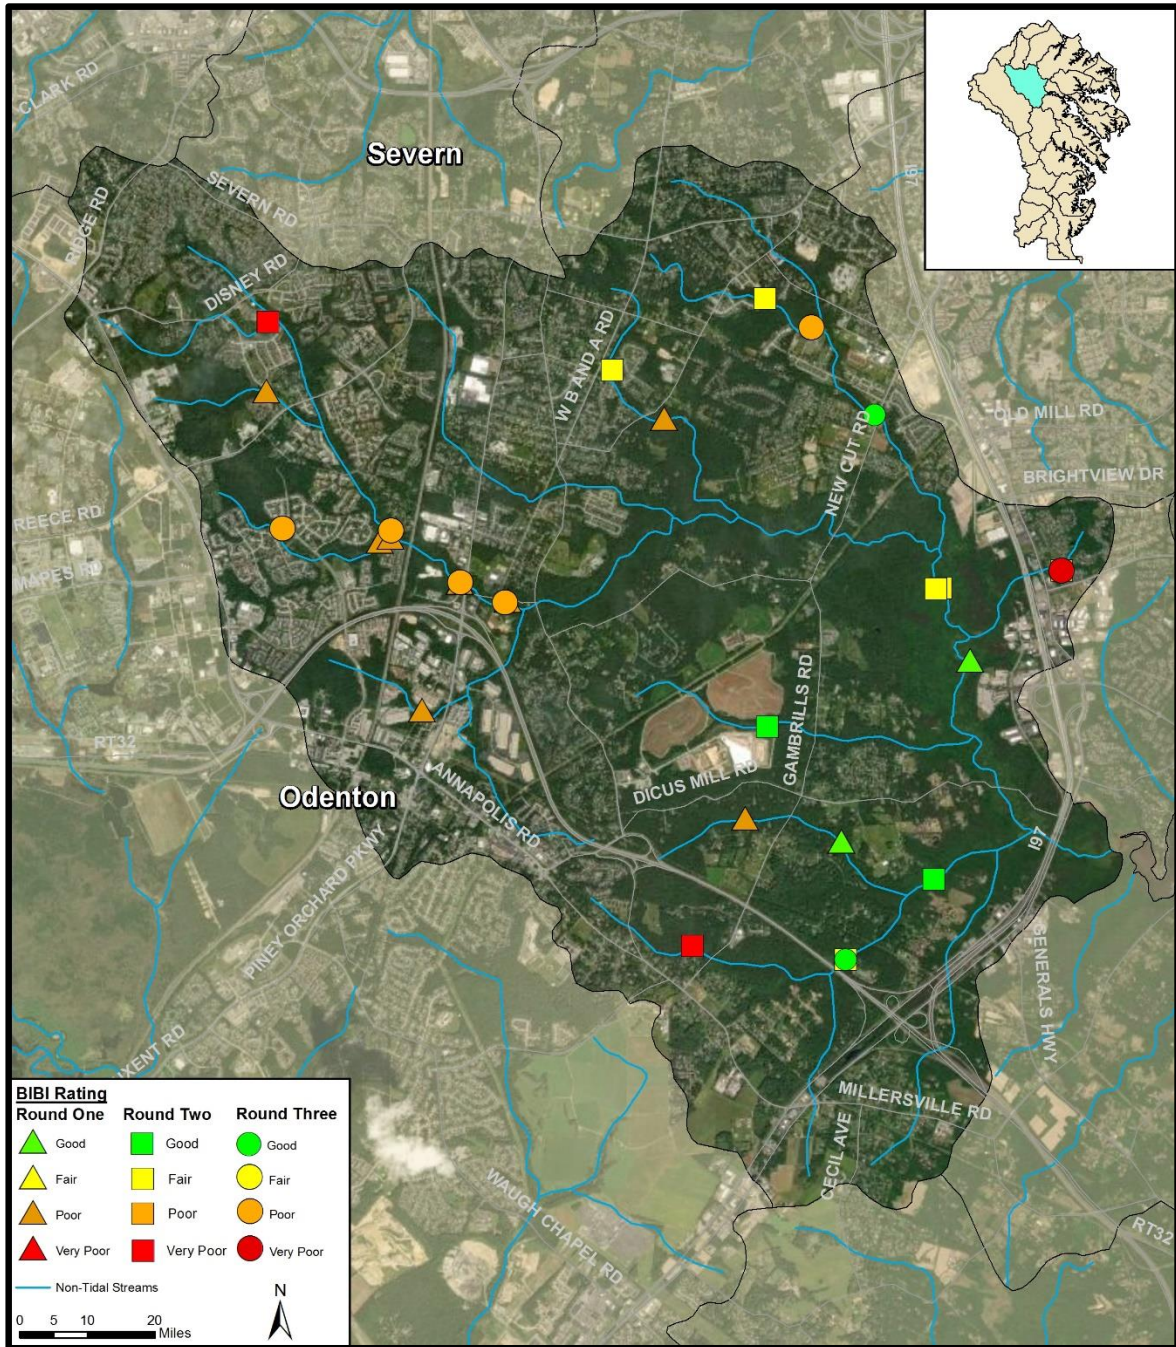 CLARK RD
Severn
SEVERN RD
I97
RIDGE RD
DISNEY RD
W B AND A RD
OLD MILL RD
NEW CUT RD
BRIGHTVIEW DR
REECE RD
MAPES RD
GAMBRILLS RD
RT32
DICUS MILL RD
ANNAPOLIS RD
Odenton
I97
PINEY ORCHARD PKWY
GENERALS HWY
UXENT RD
MILLERSVILLE RD
CECIL AVE
WAUGH CHAPEL RD
RT32
BIBI Rating
Round One Round Two Round Three
Good Good Good
Fair Fair Fair
Poor Poor Poor
Very Poor Very Poor Very Poor
Non-Tidal Streams
N
0 5 10 20
Miles